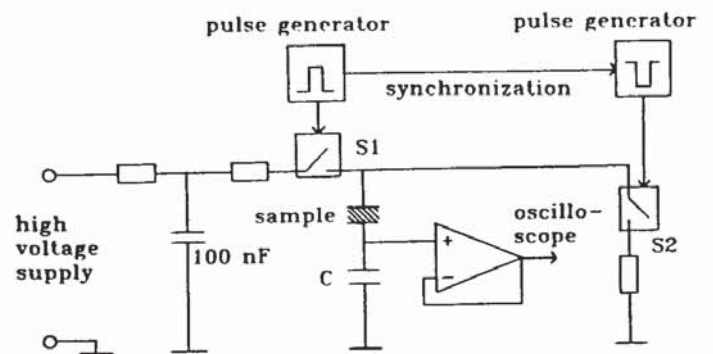 pulse generator
pulse generator
synchronization
S1
sample
oscillo-
scope
high
voltage
supply
100 nF
C
+
-
S2